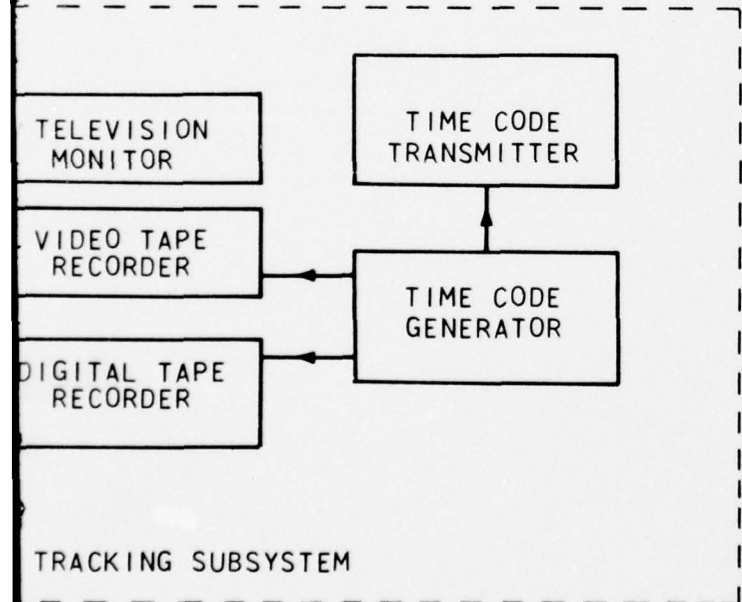 TELEVISION
MONITOR
TIME CODE
TRANSMITTER
VIDEO TAPE
RECORDER
TIME CODE
GENERATOR
DIGITAL TAPE
RECORDER
TRACKING SUBSYSTEM